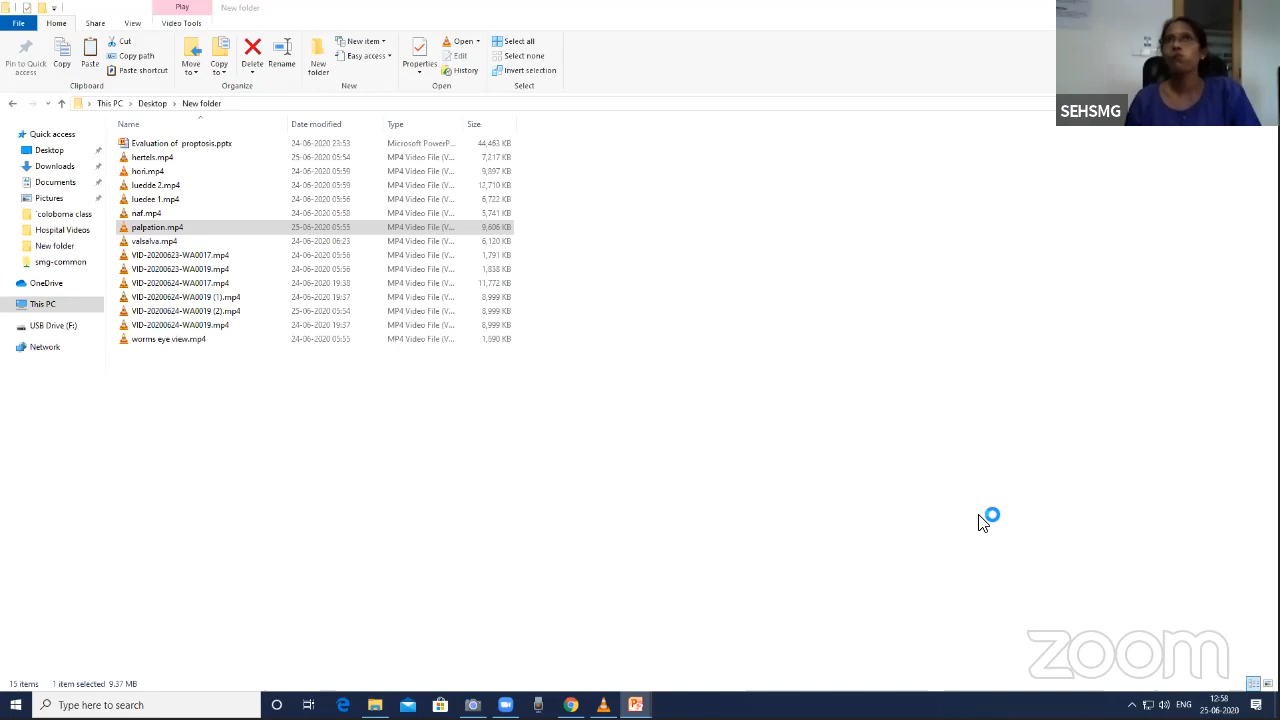 Play
New folder
File
Home
Share
View
Video Tools
Pin to Quick access
Copy
Paste
Cut
Copy path
Paste shortcut
Clipboard
Move to
Copy to
Delete
Rename
Organize
New folder
New item
Easy access
New
Properties
Open
Edit
History
Open
Select all
Select none
Invert selection
Select
This PC
Desktop
New folder
SEHSMG
Name Date modified Type Size
Quick access
Desktop
Downloads
Documents
Pictures
'coloboma class
Hospital Videos
New folder
smg-common
OneDrive
This PC
USB Drive (F:)
Network
Evaluation of proptosis.pptx 24-06-2020 23:53 Microsoft PowerP... 44,463 KB
hertels.mp4 25-06-2020 05:54 MP4 Video File (V... 7,217 KB
hori.mp4 24-06-2020 05:59 MP4 Video File (V... 9,897 KB
luedde 2.mp4 24-06-2020 05:59 MP4 Video File (V... 12,710 KB
luedee 1.mp4 24-06-2020 05:56 MP4 Video File (V... 6,722 KB
naf.mp4 24-06-2020 05:58 MP4 Video File (V... 5,741 KB
palpation.mp4 25-06-2020 05:55 MP4 Video File (V... 9,606 KB
valsalva.mp4 24-06-2020 06:23 MP4 Video File (V... 6,120 KB
VID-20200623-WA0017.mp4 24-06-2020 05:56 MP4 Video File (V... 1,791 KB
VID-20200623-WA0019.mp4 24-06-2020 05:56 MP4 Video File (V... 1,838 KB
VID-20200624-WA0017.mp4 24-06-2020 19:38 MP4 Video File (V... 11,772 KB
VID-20200624-WA0019 (1).mp4 24-06-2020 19:37 MP4 Video File (V... 8,999 KB
VID-20200624-WA0019 (2).mp4 25-06-2020 05:54 MP4 Video File (V... 8,999 KB
VID-20200624-WA0019.mp4 24-06-2020 19:37 MP4 Video File (V... 8,999 KB
worms eye view.mp4 24-06-2020 05:55 MP4 Video File (V... 1,890 KB
zoom
15 items 1 item selected 9.37 MB
Type here to search
12:58
25-06-2020